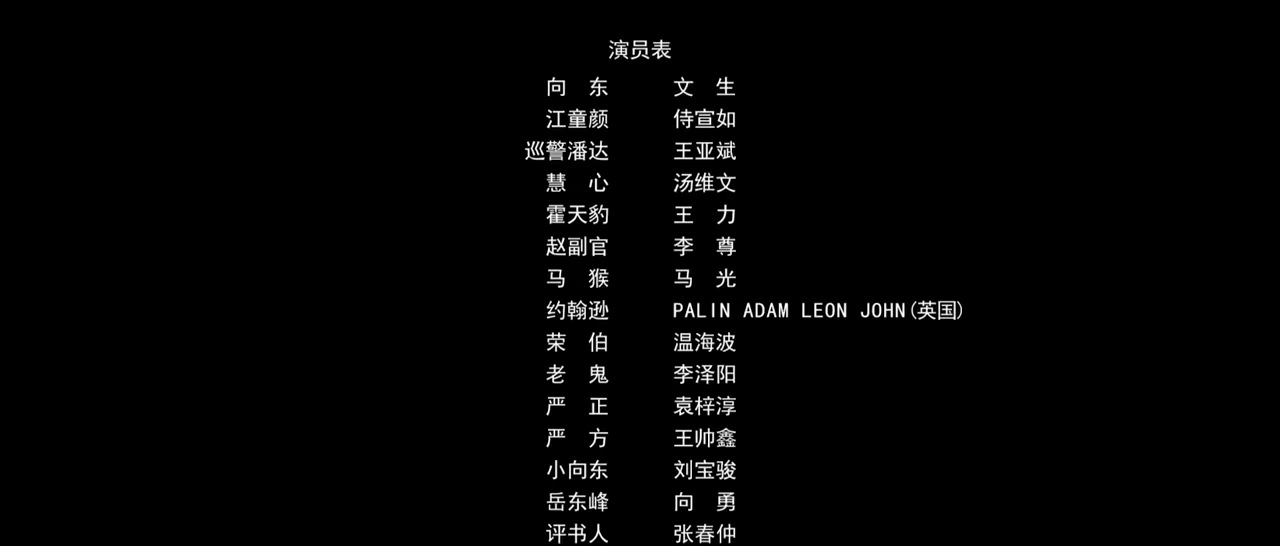 演员表
向 东 文 生
江童颜 侍宣如
巡警潘达 王亚斌
慧 心 汤维文
霍天豹 王 力
赵副官 李 尊
马 猴 马 光
约翰逊 PALIN ADAM LEON JOHN(英国)
荣 伯 温海波
老 鬼 李泽阳
严 正 袁梓淳
严 方 王帅鑫
小向东 刘宝骏
岳东峰 向 勇
评书人 张春仲